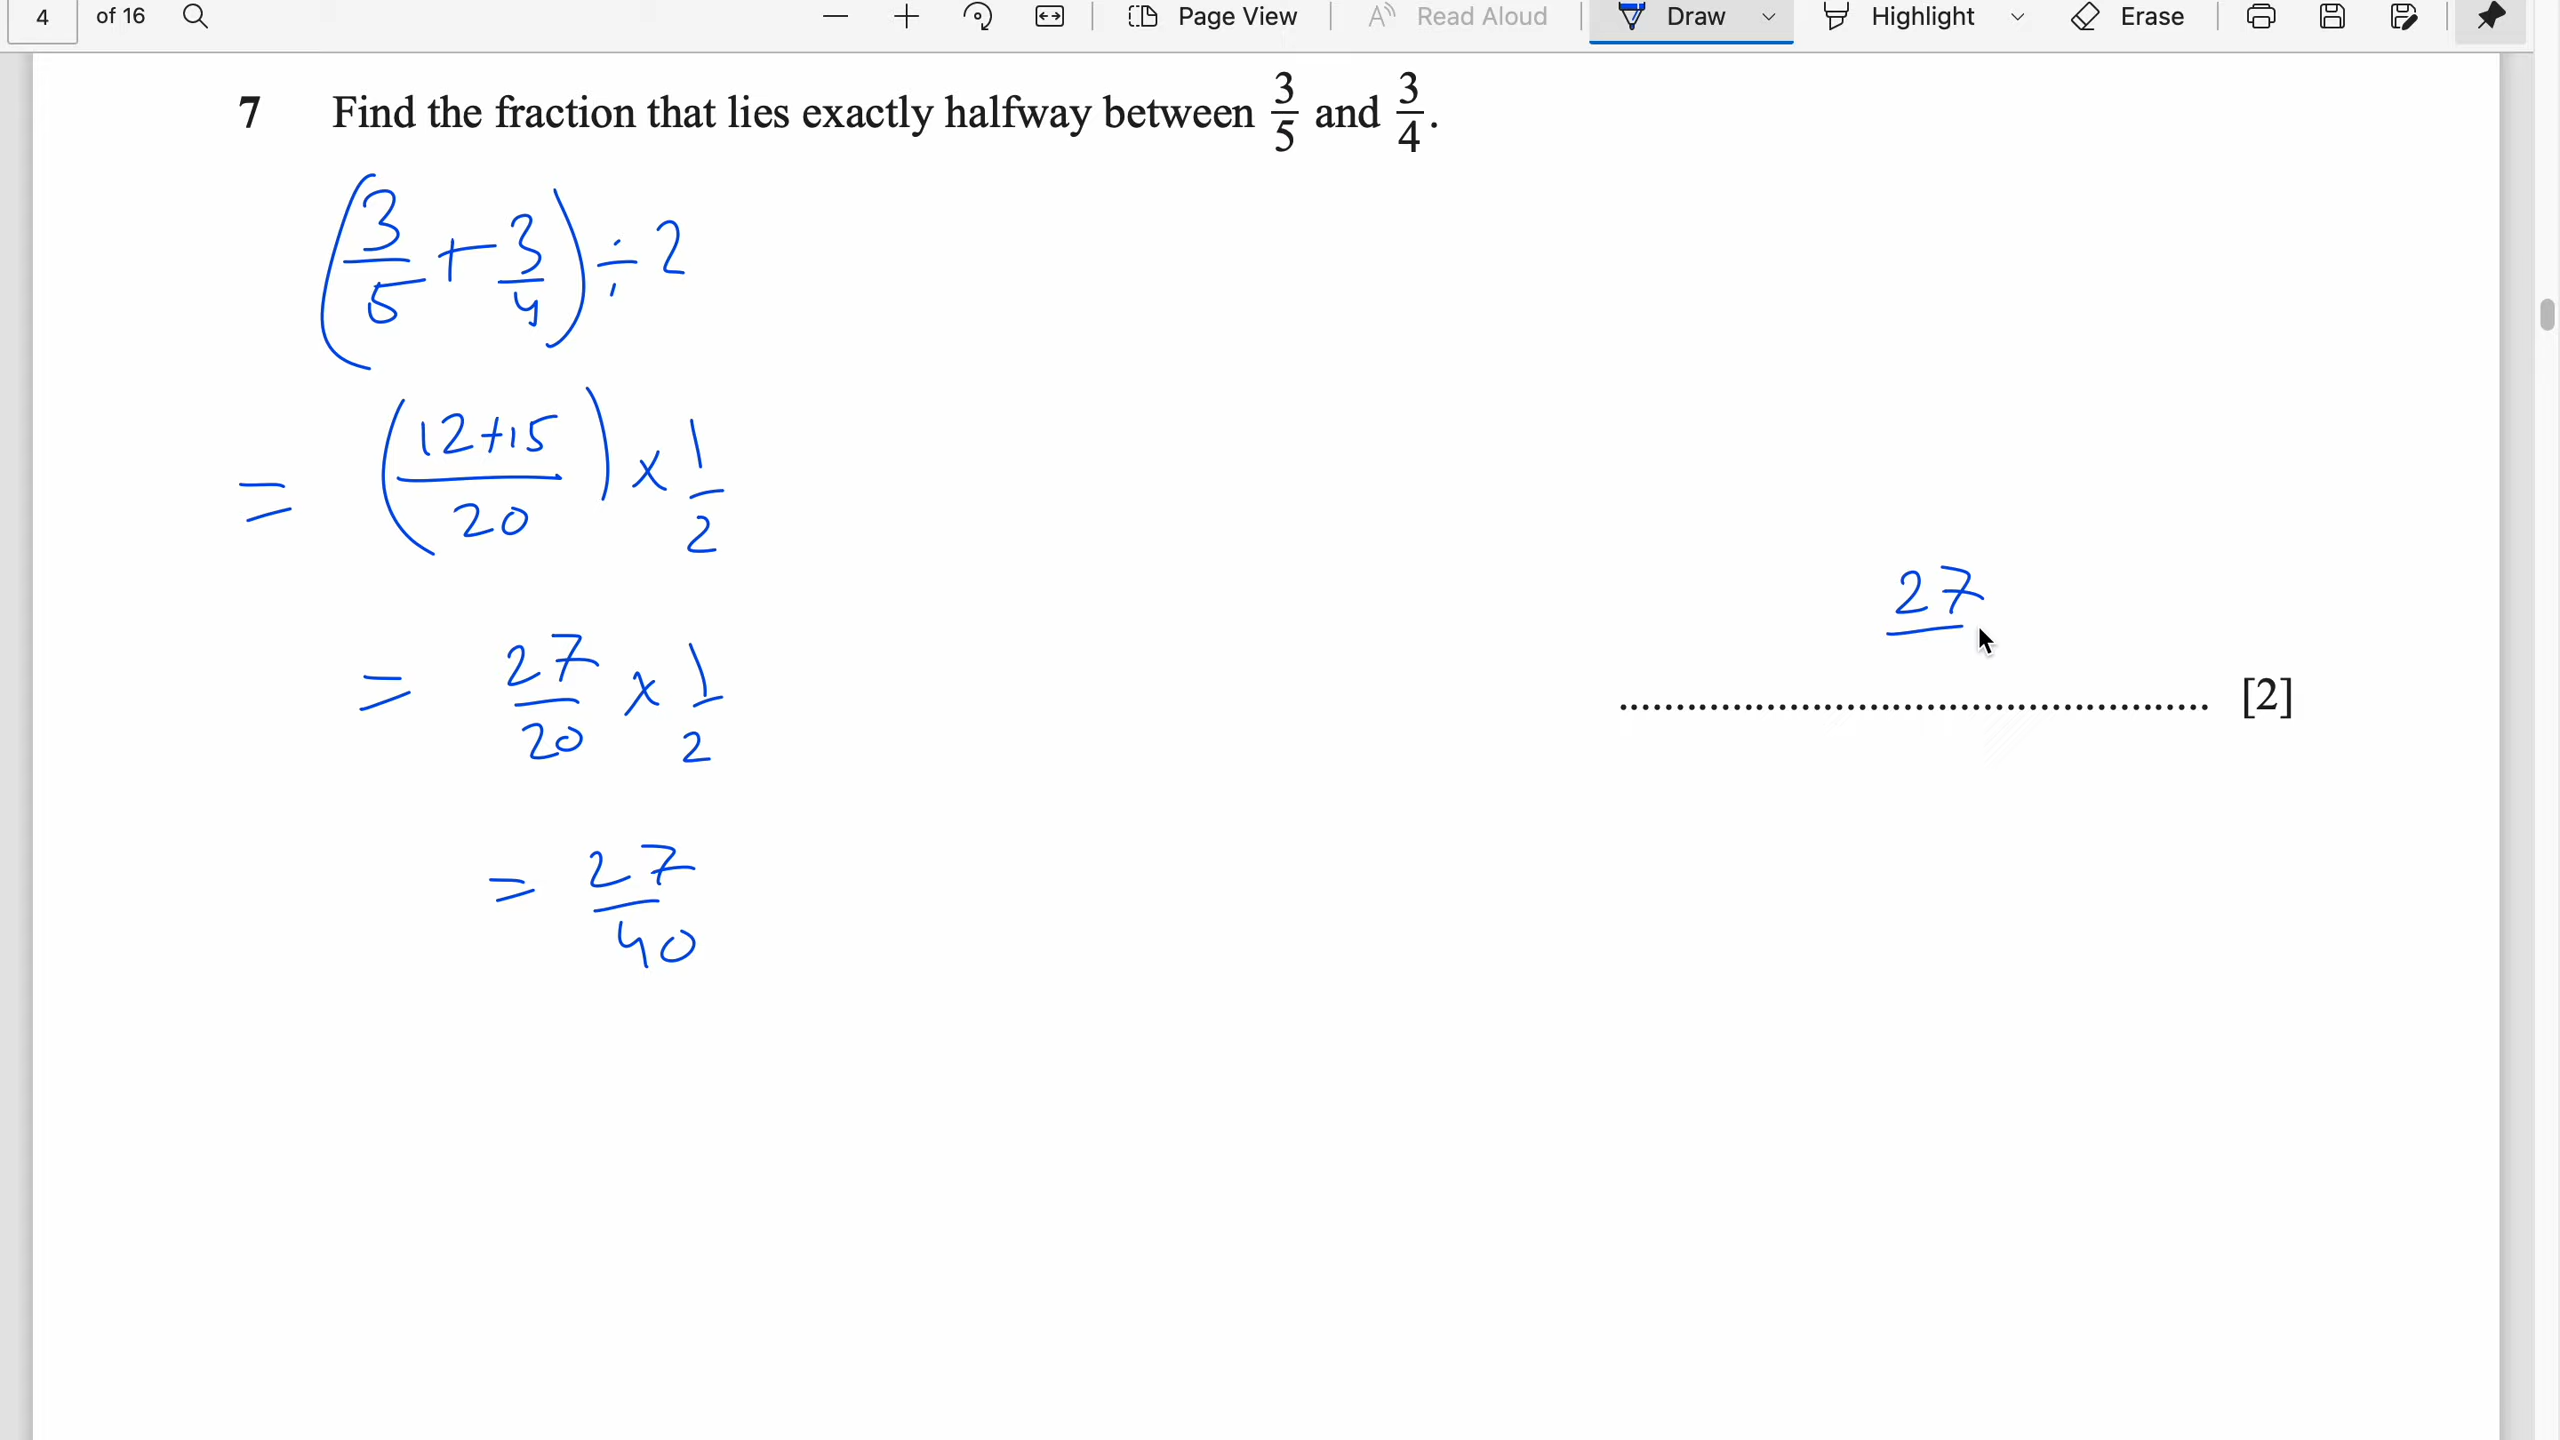 4 of 16 Page View Read Aloud Draw Highlight Erase
7 Find the fraction that lies exactly halfway between 3/5 and 3/4.
(3/5 + 3/4) ÷ 2
= (12+15/20) × 1/2
= 27/20 × 1/2
= 27/40
27
.................................................... [2]